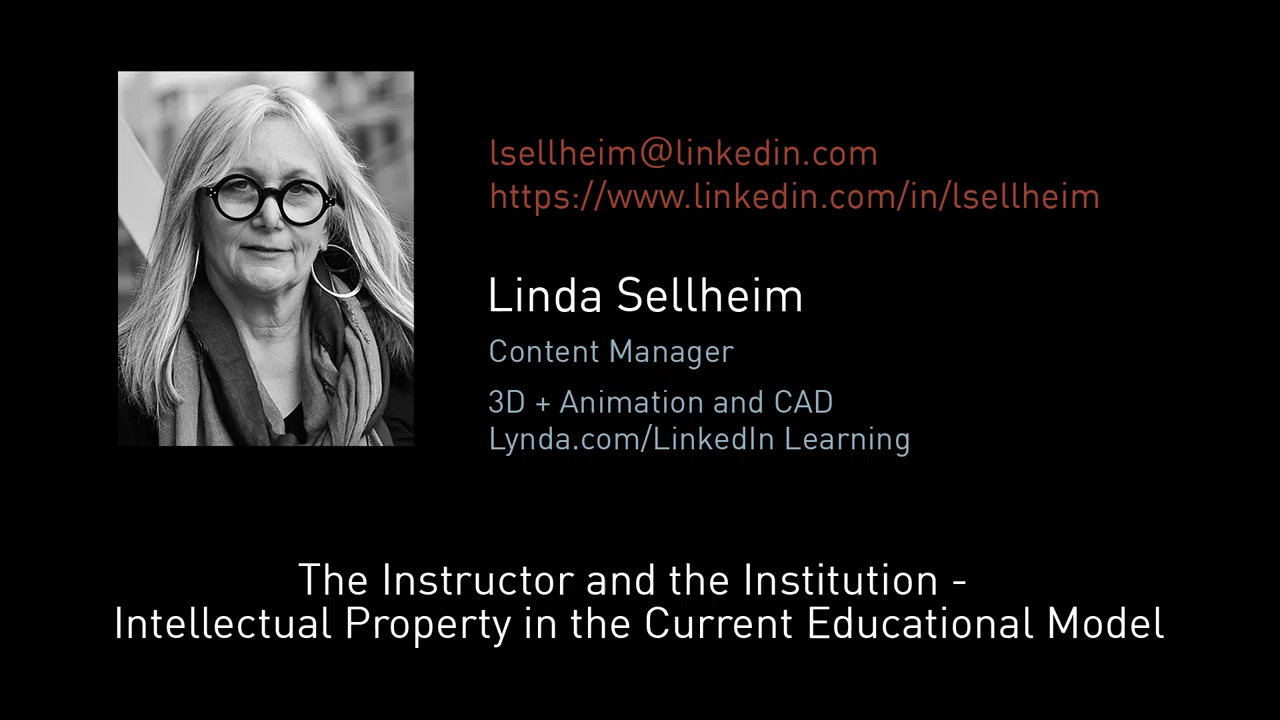 lsellheim@linkedin.com
https://www.linkedin.com/in/lsellheim
Linda Sellheim
Content Manager
3D + Animation and CAD
Lynda.com/LinkedIn Learning
The Instructor and the Institution -
Intellectual Property in the Current Educational Model